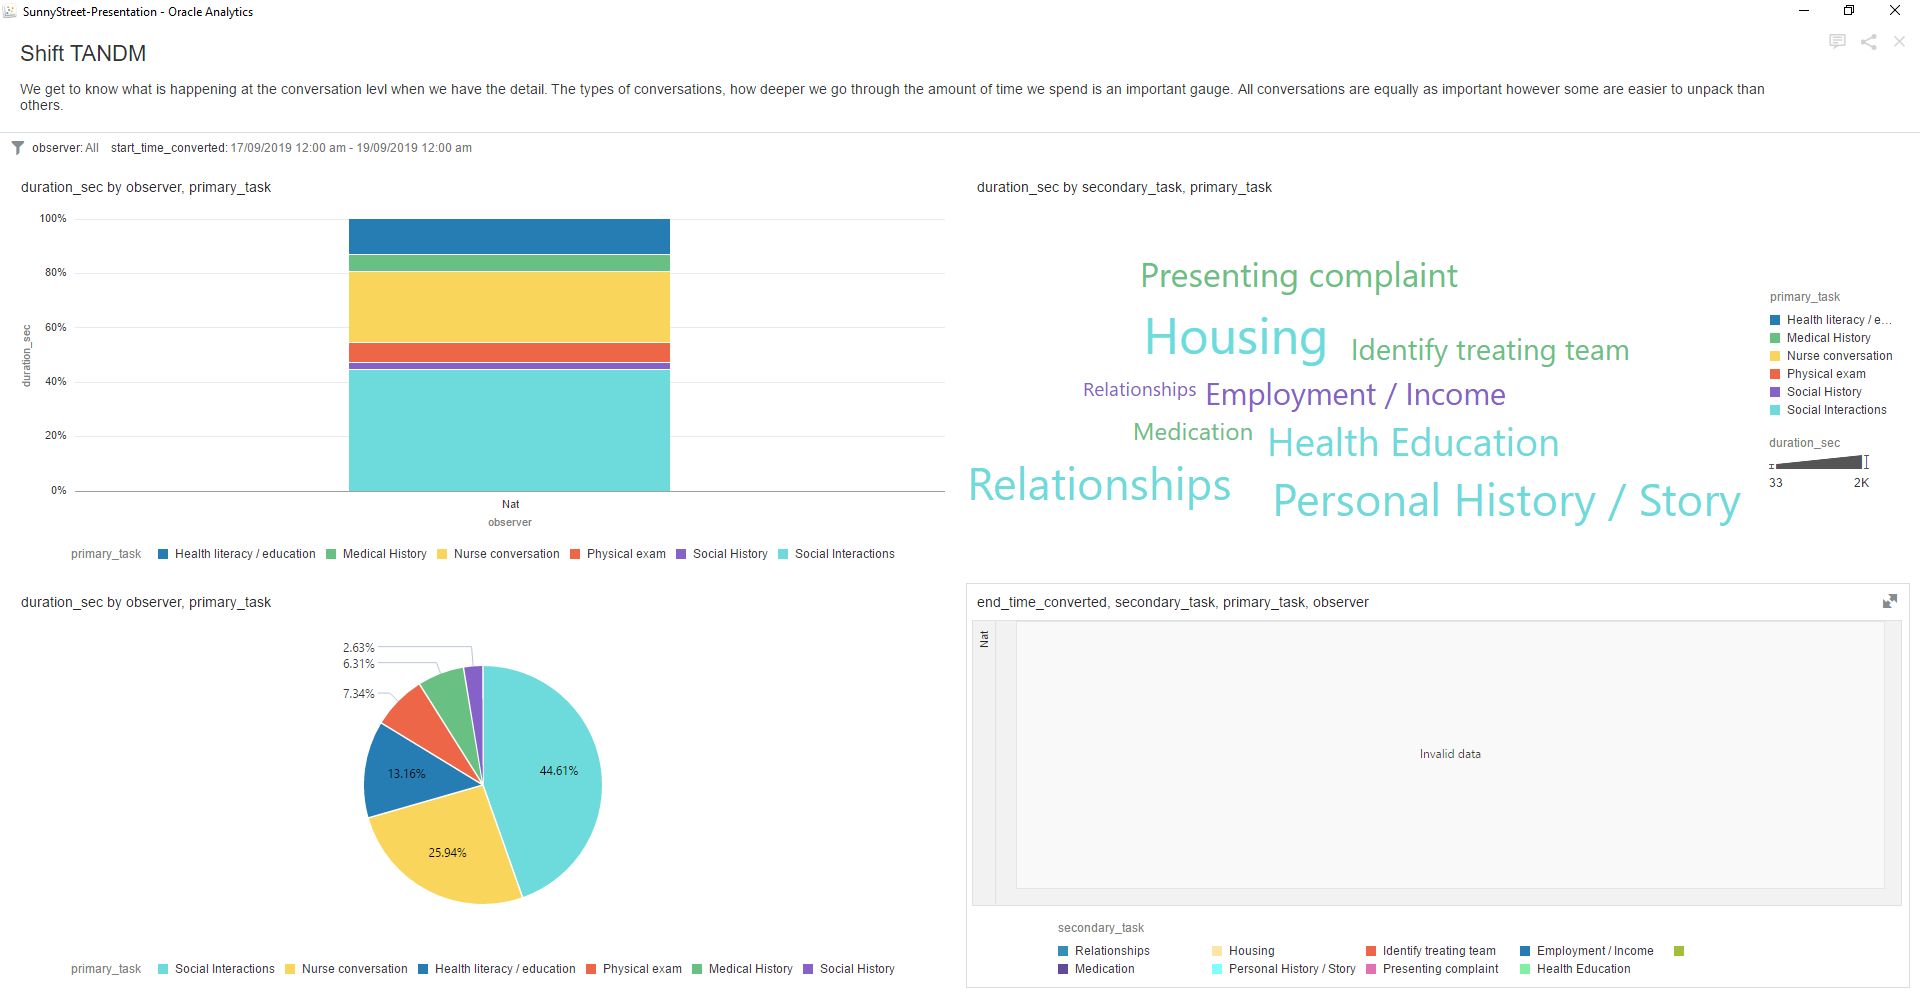 SunnyStreet-Presentation - Oracle Analytics
Shift TANDM
We get to know what is happening at the conversation levl when we have the detail. The types of conversations, how deeper we go through the amount of time we spend is an important gauge. All conversations are equally as important however some are easier to unpack than
others.
observer: All start_time_converted: 17/09/2019 12:00 am - 19/09/2019 12:00 am
duration_sec by observer, primary_task
100%
80%
60%
40%
20%
0%
duration_sec
Nat
observer
primary_task Health literacy / education Medical History Nurse conversation Physical exam Social History Social Interactions
duration_sec by secondary_task, primary_task
Presenting complaint
Housing
Identify treating team
Relationships
Employment / Income
Medication
Health Education
Relationships
Personal History / Story
primary_task
Health literacy / e...
Medical History
Nurse conversation
Physical exam
Social History
Social Interactions
duration_sec
33 2K
duration_sec by observer, primary_task
2.63%
6.31%
7.34%
13.16%
44.61%
25.94%
primary_task Social Interactions Nurse conversation Health literacy / education Physical exam Medical History Social History
end_time_converted, secondary_task, primary_task, observer
Nat
Invalid data
secondary_task
Relationships Housing Identify treating team Employment / Income
Medication Personal History / Story Presenting complaint Health Education